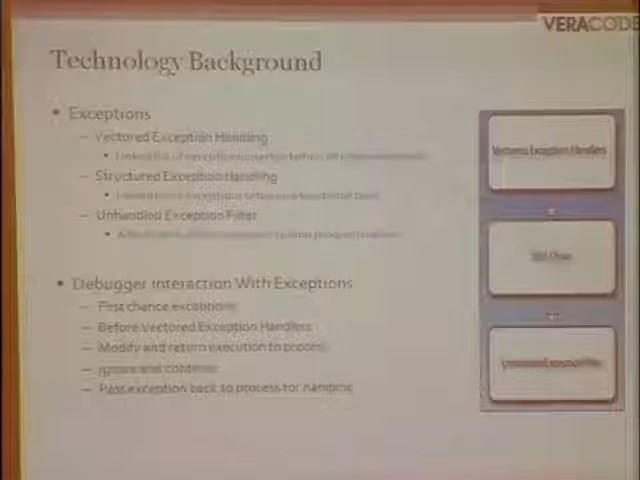 VERACODE
Technology Background
• Exceptions
– Vectored Exception Handling
– Structured Exception Handling
– Unhandled Exception Filter
• Debugger Interaction With Exceptions
– First chance exceptions
– Before Vectored Exception Handlers
– Modify and return execution to process
– Ignore and continue
– Pass exception back to process for handling
Vectored Exception Handlers
SEH Chain
Unhandled Exception Filter